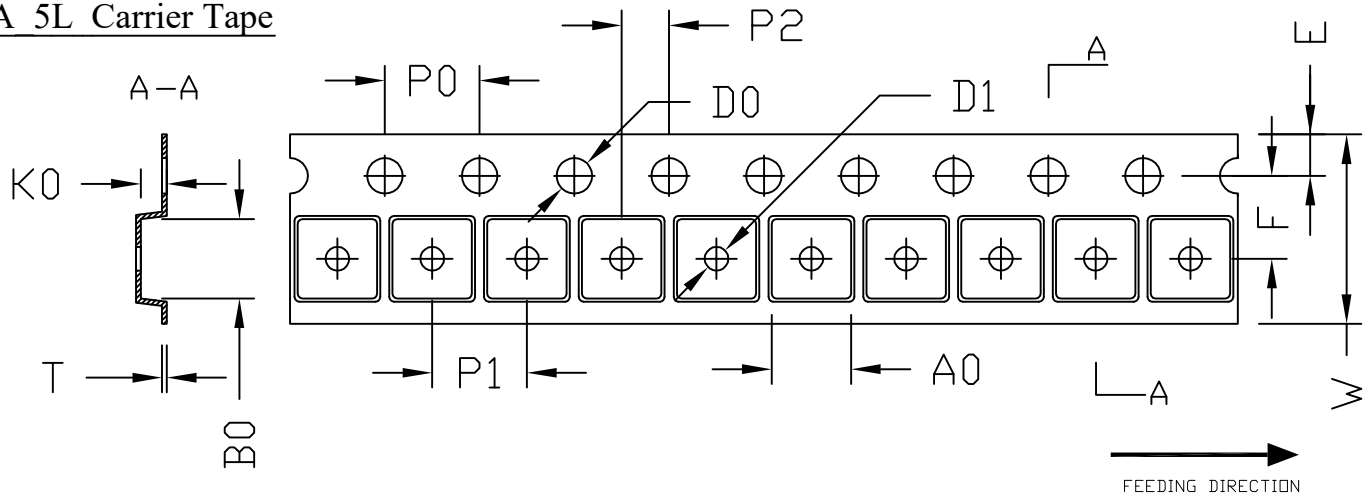 A_5L Carrier Tape
A-A
P0
P2
D0
D1
A
E
K0
F
T
P1
A0
B0
A
W
FEEDING DIRECTION